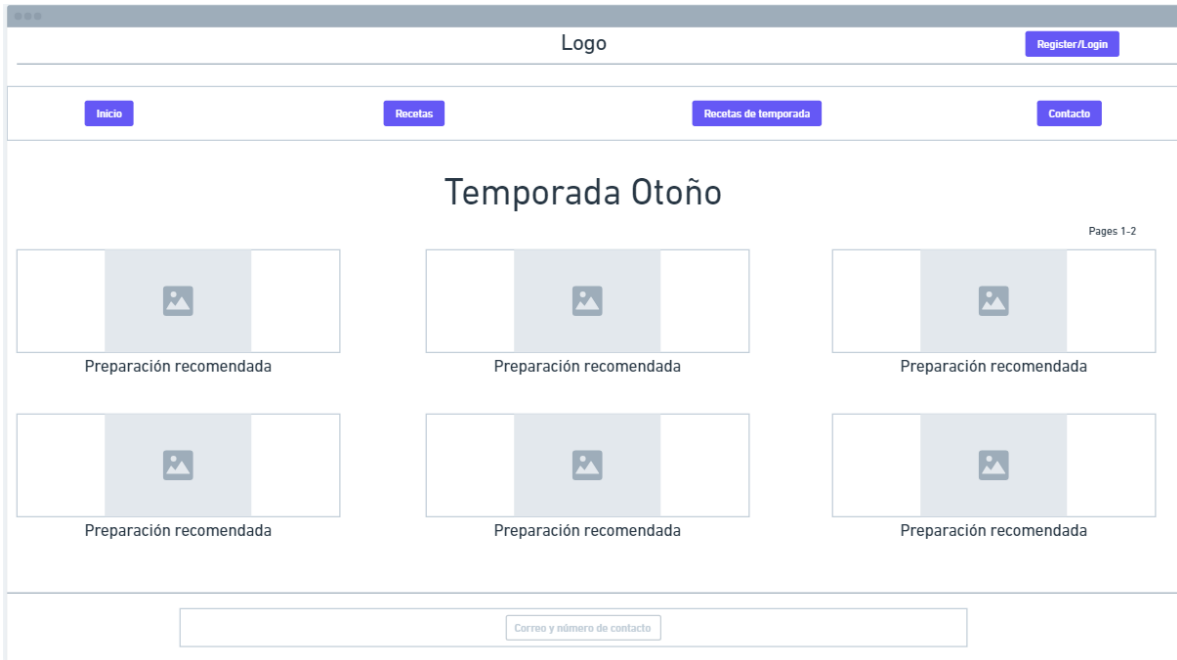 Logo
Register/Login
Inicio
Recetas
Recetas de temporada
Contacto
Temporada Otoño
Pages 1-2
Preparación recomendada
Preparación recomendada
Preparación recomendada
Preparación recomendada
Preparación recomendada
Preparación recomendada
Correo y número de contacto